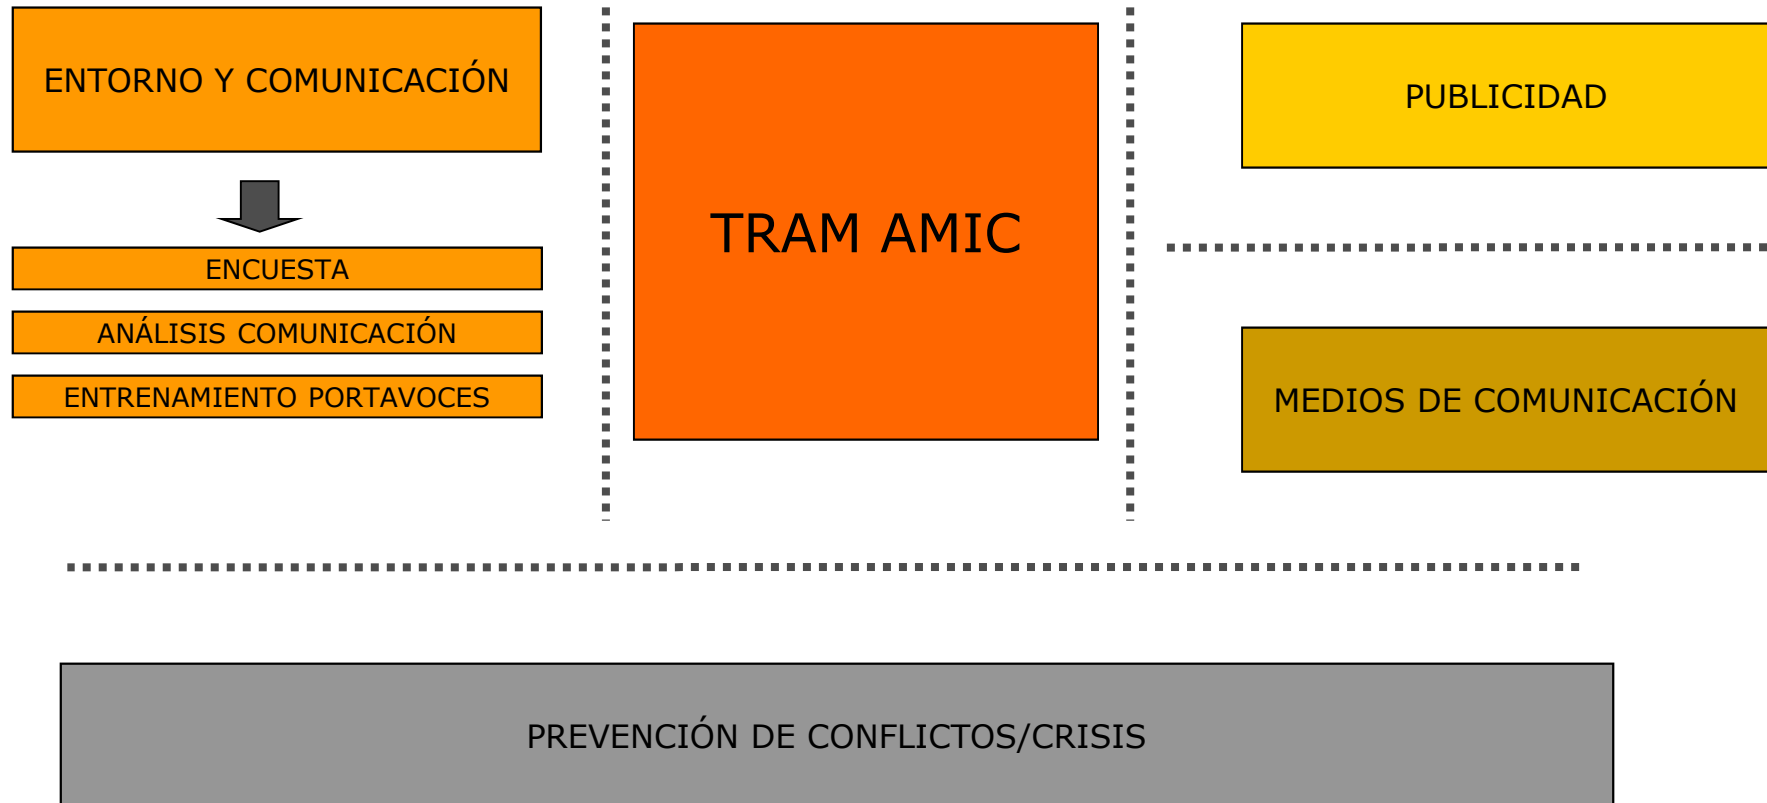 ENTORNO Y COMUNICACIÓN
ENCUESTA
ANÁLISIS COMUNICACIÓN
ENTRENAMIENTO PORTAVOCES
TRAM AMIC
PUBLICIDAD
MEDIOS DE COMUNICACIÓN
PREVENCIÓN DE CONFLICTOS/CRISIS